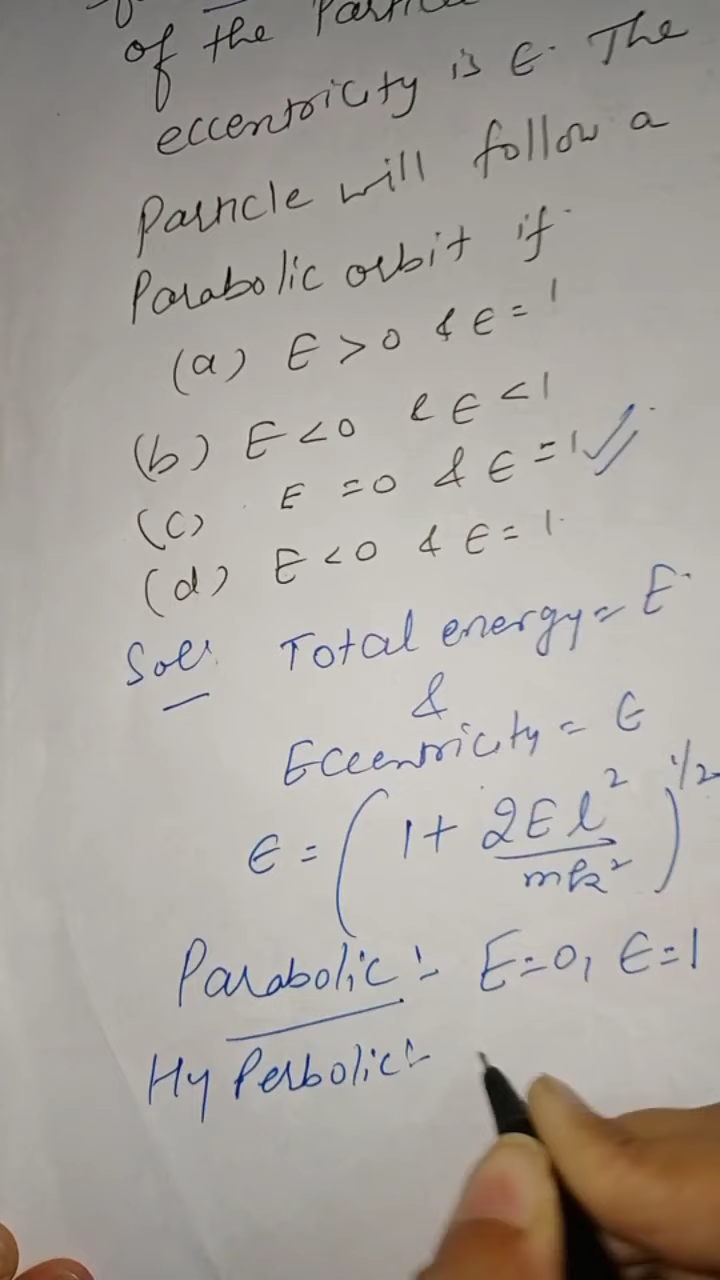 of the
eccentricity is ϵ. The
Particle will follow a
Parabolic orbit if
(a) E > 0 & ϵ = 1
(b) E < 0 & ϵ < 1
(c) E = 0 & ϵ = 1 ✓
(d) E < 0 & ϵ = 1
Sol: Total energy = E
&
Eccentricity = ϵ
ϵ = (1 + 2El²/mk²)^1/2
Parabolic :- E=0, ϵ=1
Hyperbolic :-